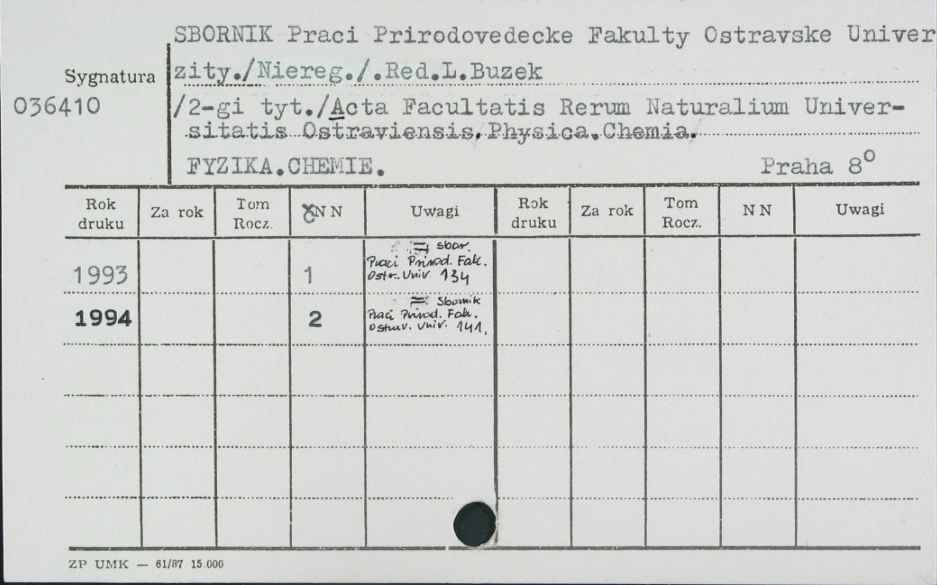 SBORNIK Praci Prirodovedecke Fakulty Ostravske Univer
Sygnatura zity./Niereg./.Red.L.Buzek
036410 /2-gi tyt./Acta Facultatis Rerum Naturalium Univer-
sitatis Ostraviensis.Physica.Chemia.
FYZIKA.CHEMIE. Praha 8°
Rok druku Za rok Tom Rocz. NN Uwagi Rok druku Za rok Tom Rocz. NN Uwagi
= sbor.
Praci Prirod. Fak.
1993 1 Ostr. Univ 134
= Sbornik
Praci Prirod. Fak.
1994 2 Ostrav. Univ. 141.
ZP UMK — 61/87 15.000